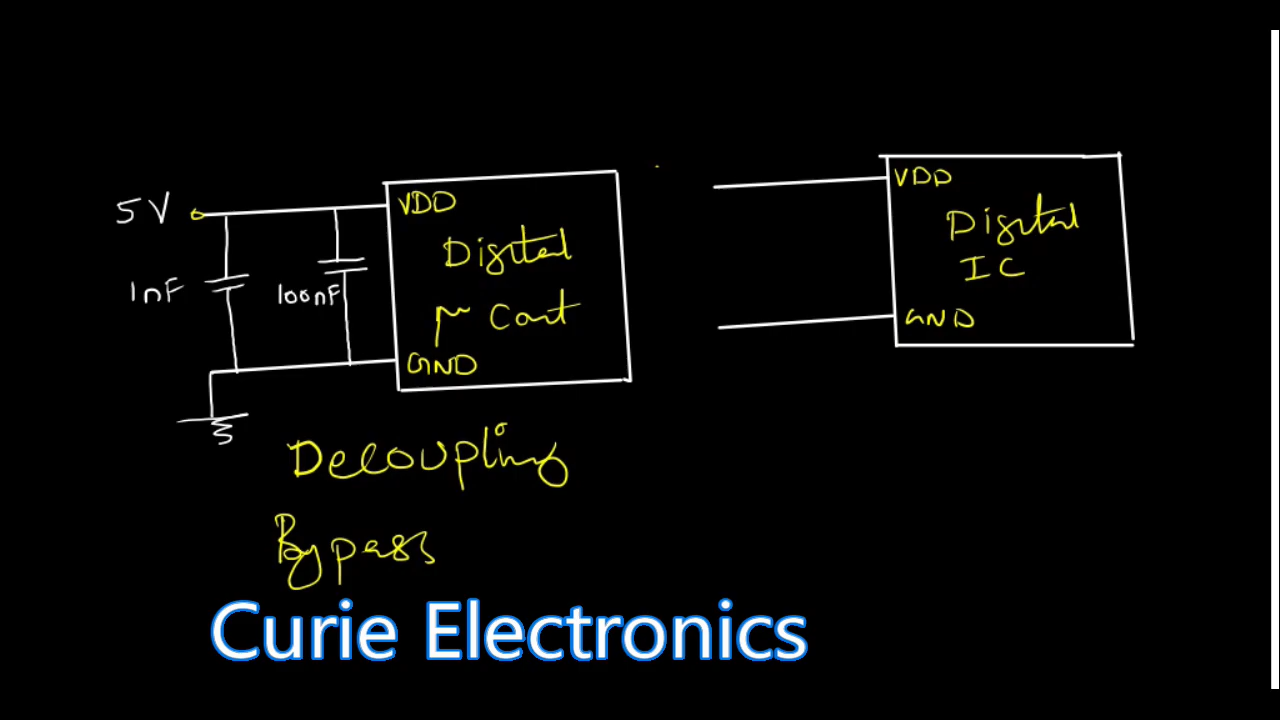 5V
1nF
100nF
VDD
Digital
μ Cont
GND
VDD
Digital
IC
GND
Decoupling
Bypass
Curie Electronics